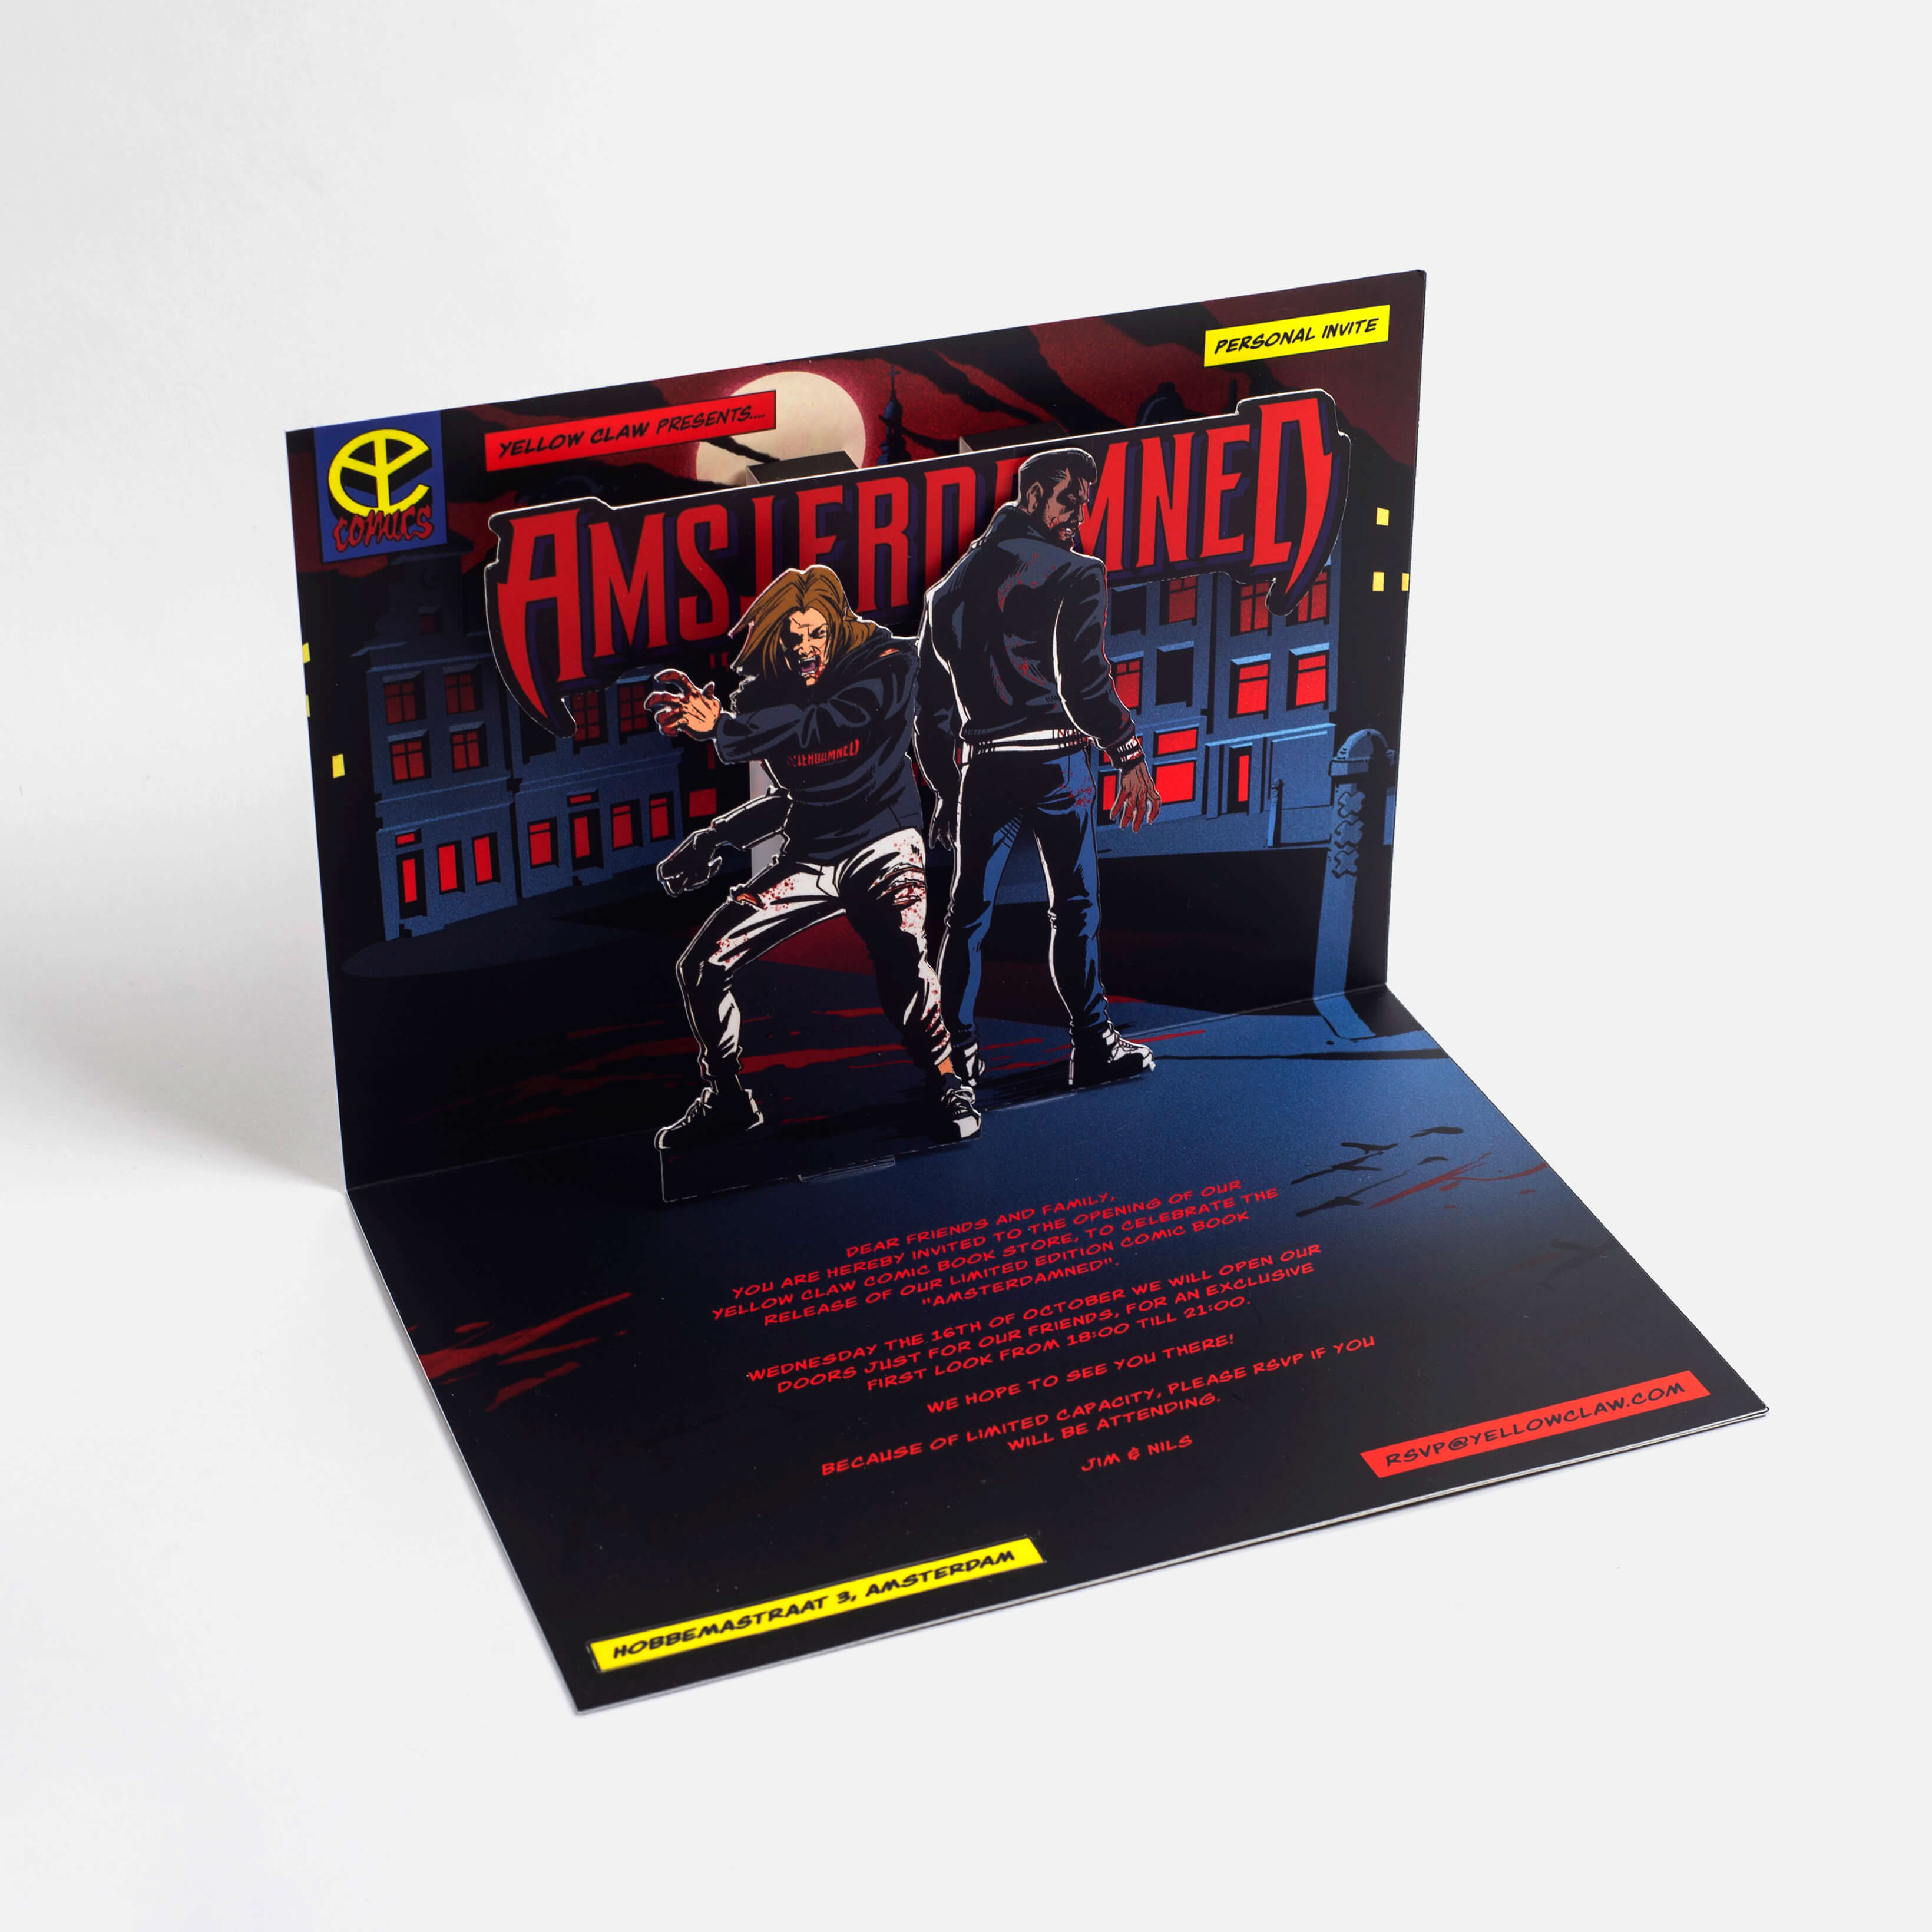 PERSONAL INVITE
YELLOW CLAW PRESENTS....
COMICS
AMSTERDAMNED
DEAR FRIENDS AND FAMILY,
YOU ARE HEREBY INVITED TO THE OPENING OF OUR
YELLOW CLAW COMIC BOOK STORE, TO CELEBRATE THE
RELEASE OF OUR LIMITED EDITION COMIC BOOK
"AMSTERDAMNED".
WEDNESDAY THE 16TH OF OCTOBER WE WILL OPEN OUR
DOORS JUST FOR OUR FRIENDS, FOR AN EXCLUSIVE
FIRST LOOK FROM 18:00 TILL 21:00.
WE HOPE TO SEE YOU THERE!
BECAUSE OF LIMITED CAPACITY, PLEASE RSVP IF YOU
WILL BE ATTENDING.
JIM & NILS
RSVP@YELLOWCLAW.COM
HOBBEMASTRAAT 3, AMSTERDAM